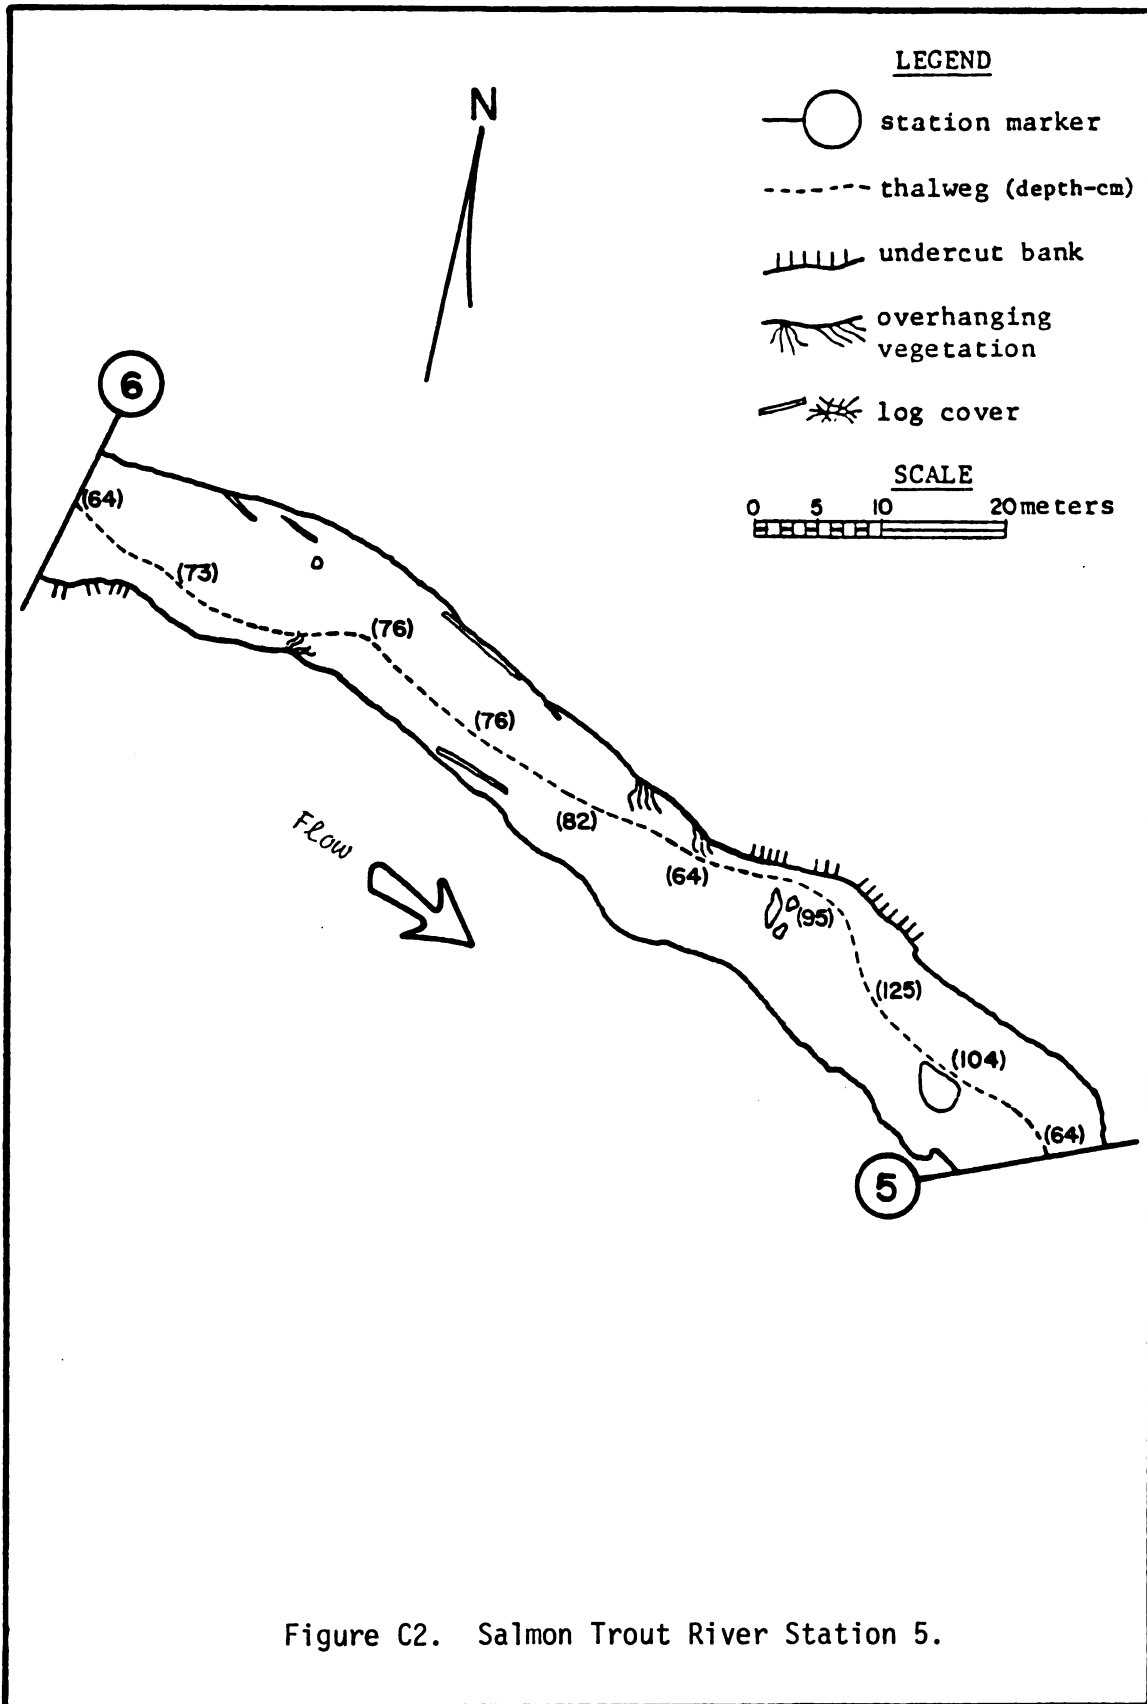 LEGEND
station marker
thalweg (depth-cm)
undercut bank
overhanging
vegetation
log cover
SCALE
0 5 10 20 meters
N
6
(64)
(73)
(76)
(76)
(82)
(64)
(95)
(125)
(104)
(64)
5
Flow
Figure C2. Salmon Trout River Station 5.